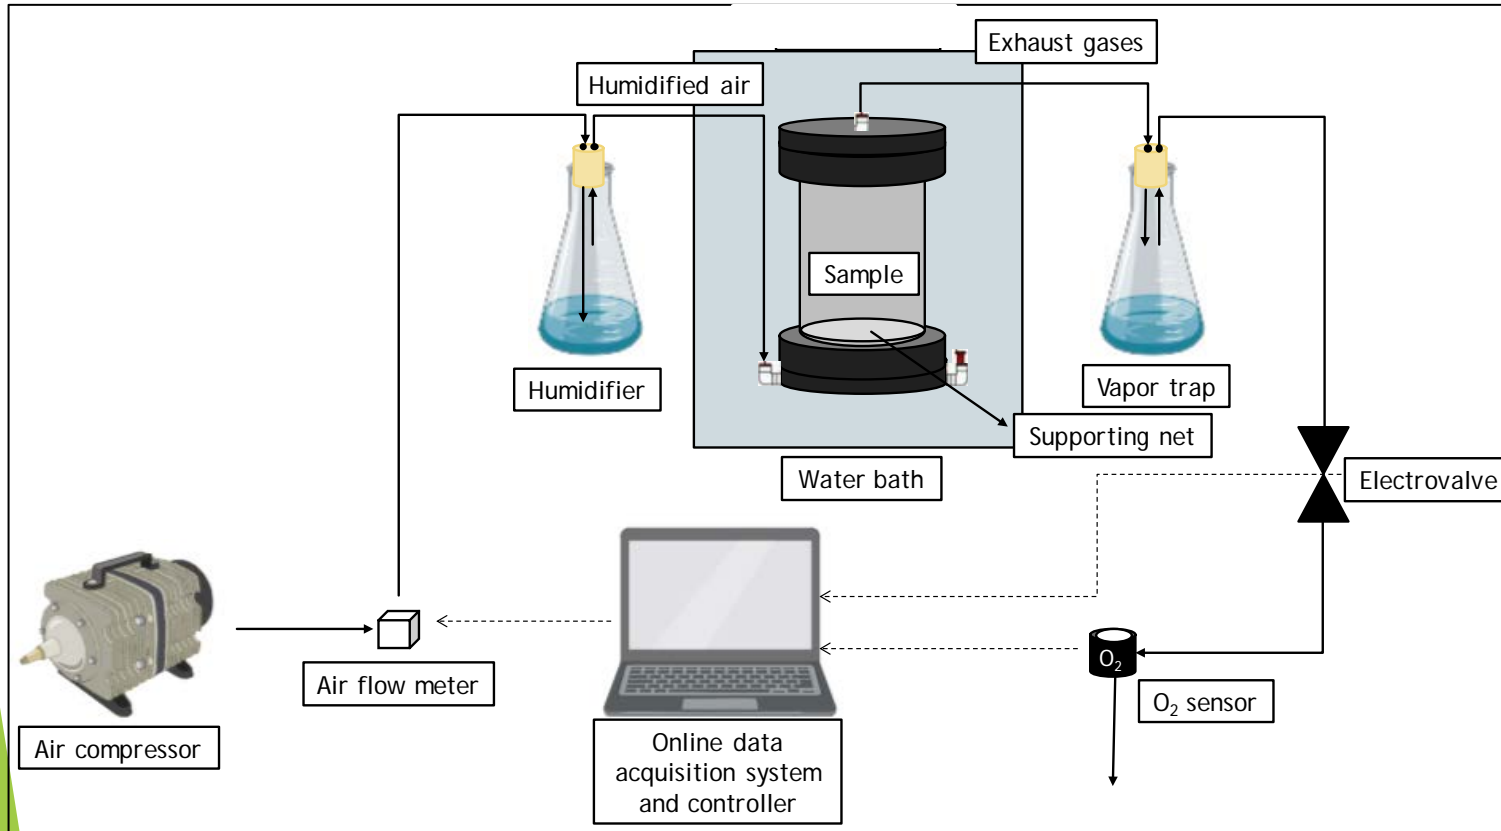 Exhaust gases
Humidified air
Sample
Humidifier
Vapor trap
Supporting net
Water bath
Electrovalve
O₂
Air flow meter
O₂ sensor
Air compressor
Online data
acquisition system
and controller